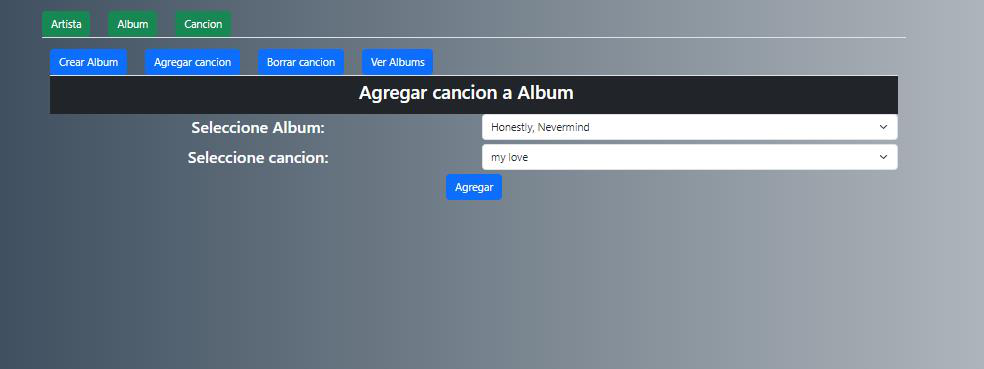 Artista Album Cancion
Crear Album Agregar cancion Borrar cancion Ver Albums
Agregar cancion a Album
Seleccione Album: Honestly, Nevermind
Seleccione cancion: my love
Agregar